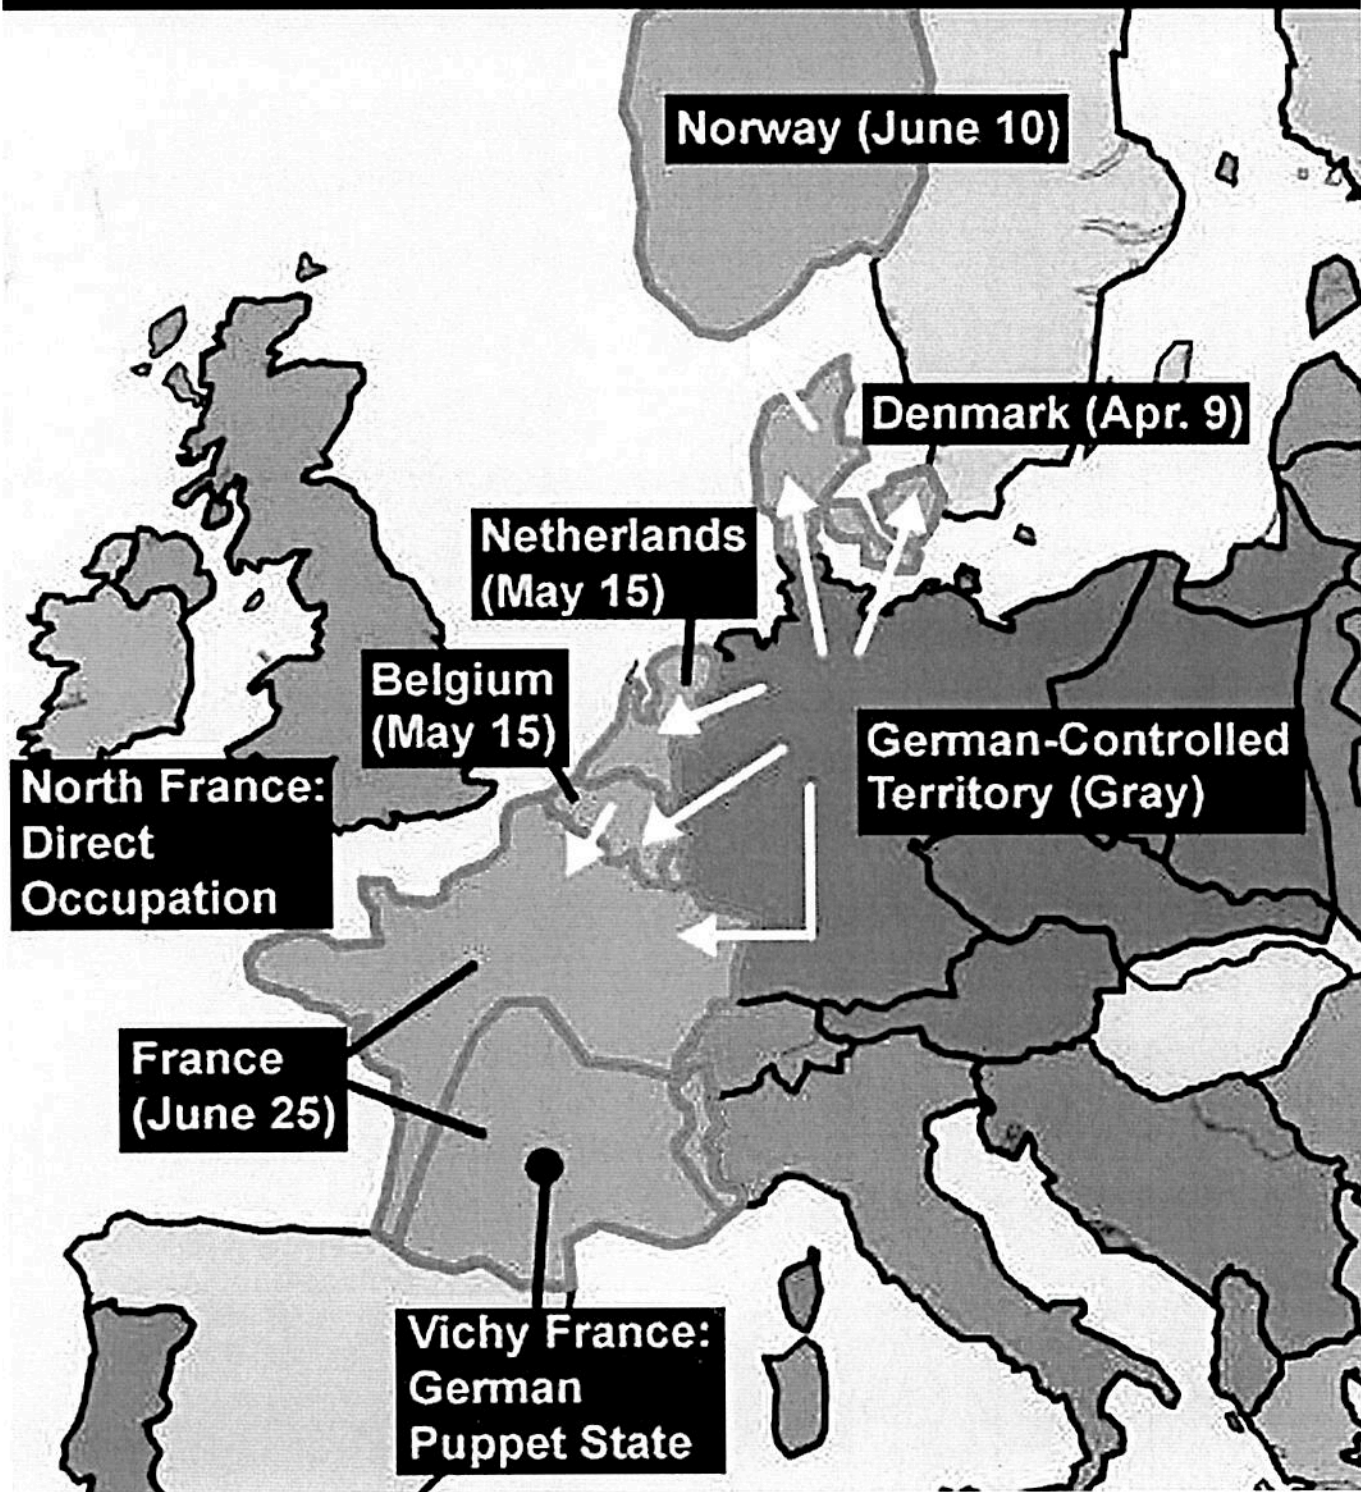 Norway (June 10)
Denmark (Apr. 9)
Netherlands
(May 15)
Belgium
(May 15)
German-Controlled
Territory (Gray)
North France:
Direct
Occupation
France
(June 25)
Vichy France:
German
Puppet State